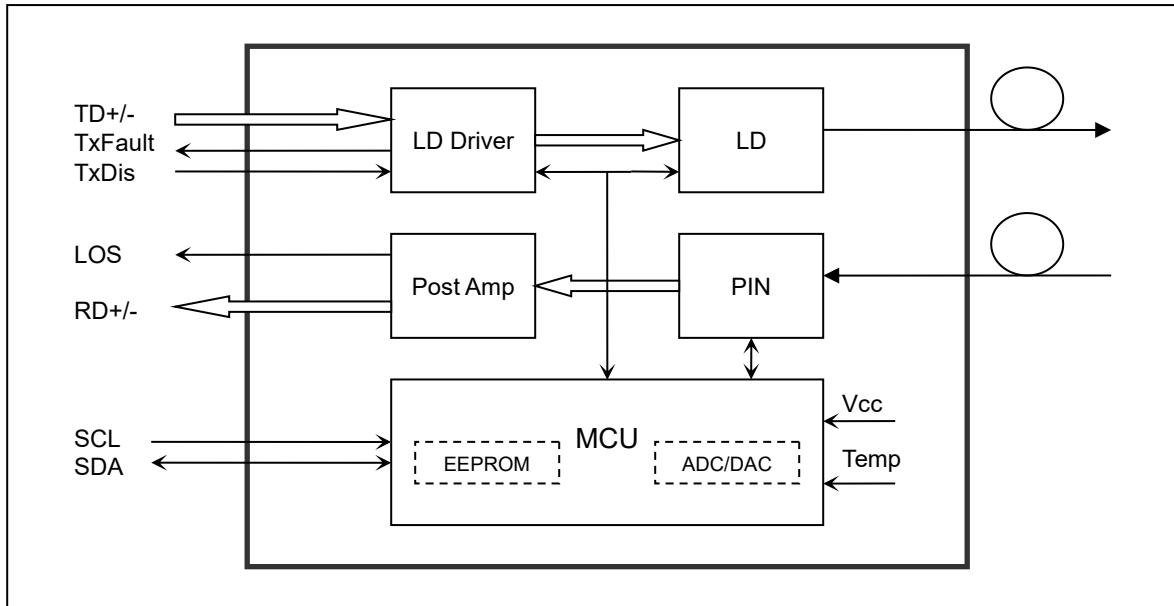 TD+/-
TxFault
TxDis
LD Driver
LD
LOS
RD+/-
Post Amp
PIN
SCL
SDA
MCU
EEPROM
ADC/DAC
Vcc
Temp